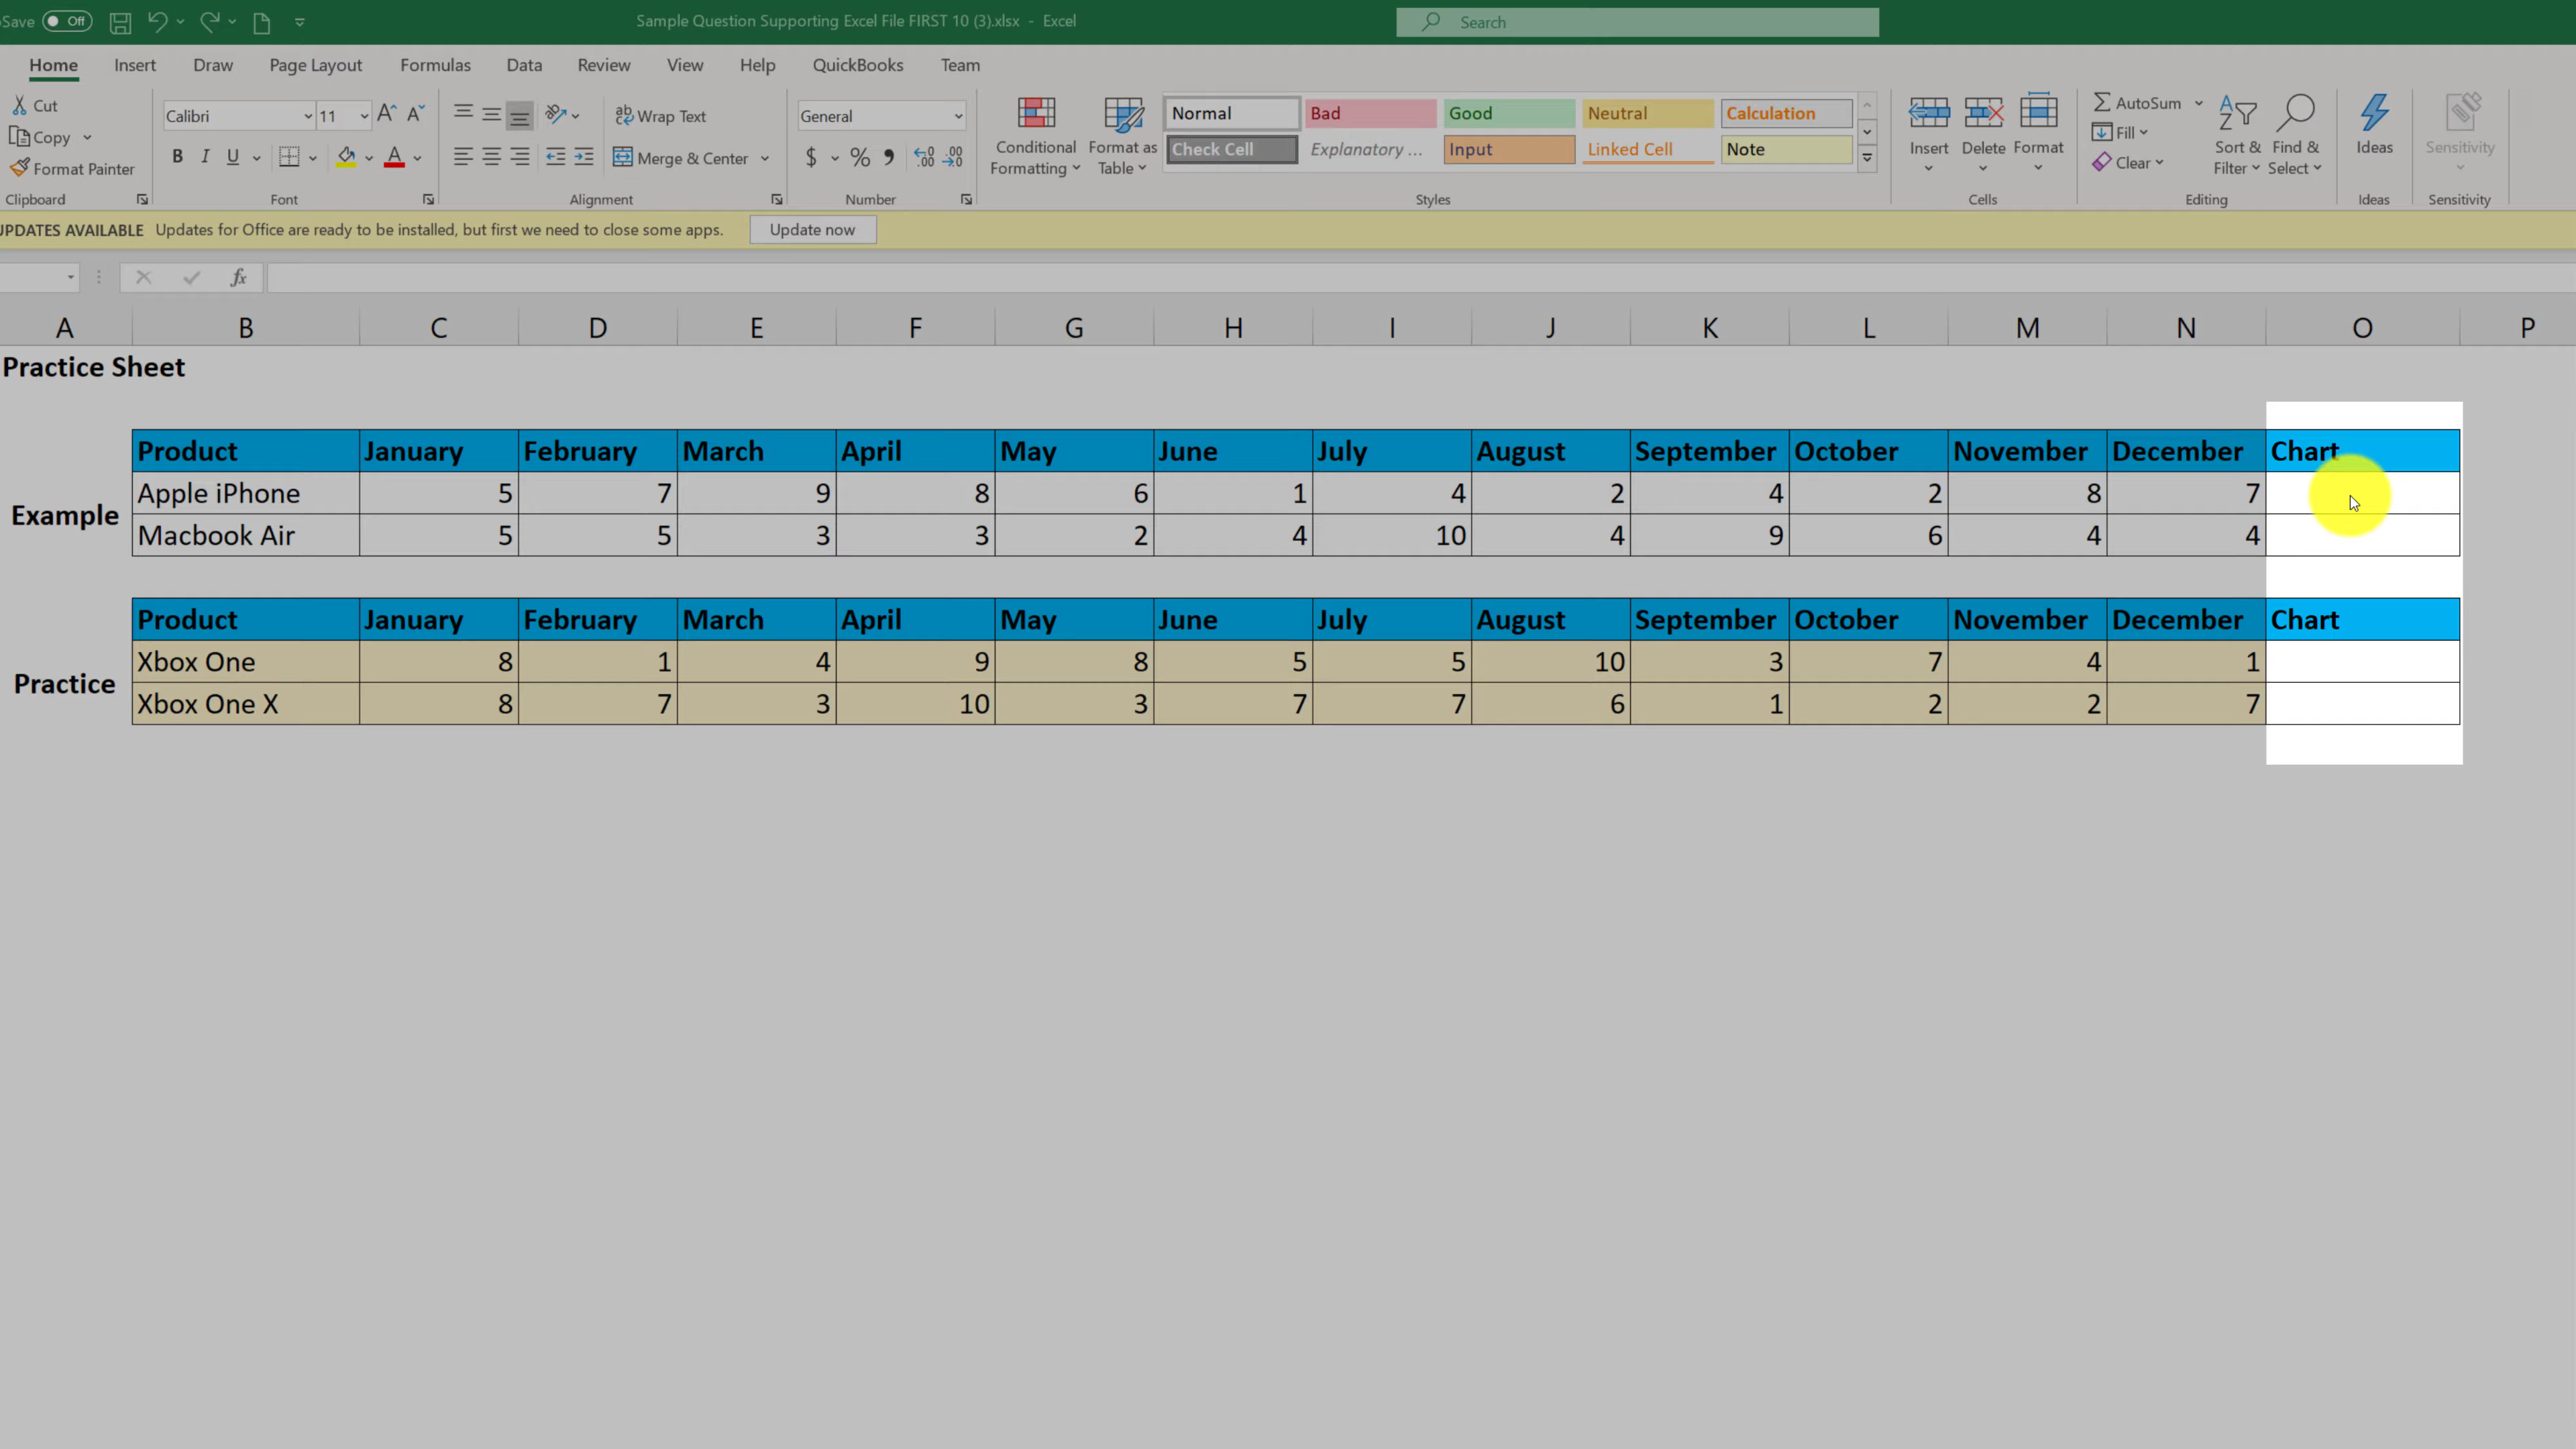 Save Off Sample Question Supporting Excel File FIRST 10 (3).xlsx - Excel Search
Home Insert Draw Page Layout Formulas Data Review View Help QuickBooks Team
Cut
Copy
Format Painter
Clipboard
Calibri 11
B I U A
Font
ab Wrap Text
Merge & Center
Alignment
General
$ % 9 .00 .00
Number
Conditional Formatting
Format as Table
Normal Bad Good Neutral Calculation
Check Cell Explanatory ... Input Linked Cell Note
Styles
Insert Delete Format
Cells
AutoSum
Fill
Clear
Sort & Filter
Find & Select
Editing
Ideas
Ideas
Sensitivity
Sensitivity
UPDATES AVAILABLE Updates for Office are ready to be installed, but first we need to close some apps. Update now
fx
A B C D E F G H I J K L M N O P
Practice Sheet
Product January February March April May June July August September October November December Chart
Example
Apple iPhone 5 7 9 8 6 1 4 2 4 2 8 7
Macbook Air 5 5 3 3 2 4 10 4 9 6 4 4
Product January February March April May June July August September October November December Chart
Practice
Xbox One 8 1 4 9 8 5 5 10 3 7 4 1
Xbox One X 8 7 3 10 3 7 7 6 1 2 2 7